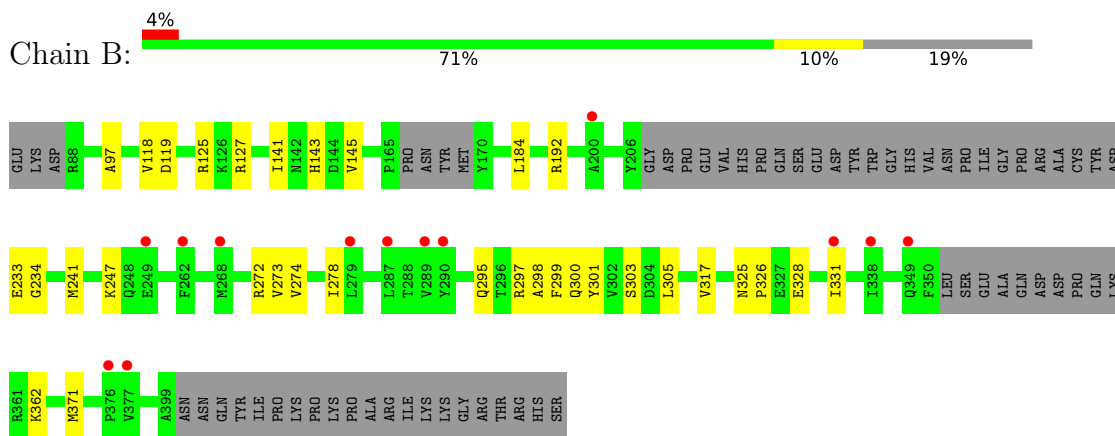 4%
Chain B:
71% 10% 19%
GLU LYS ASP R88 A97 V118 D119 R125 K126 R127 I141 N142 H143 D144 V145 P165 PRO ASN TYR MET Y170 L184 R192 A200 Y206 GLY ASP PRO GLU VAL HIS PRO GLN SER GLU ASP TYR TRP GLY HIS VAL ASN PRO ILE GLY PRO ARG ALA CYS TYR ASP
E233 G234 M241 K247 Q248 E249 F262 M268 R272 V273 V274 I278 L279 L287 T288 V289 Y290 Q295 T296 R297 A298 F299 Q300 Y301 V302 S303 D304 L305 V317 N325 P326 E327 E328 I331 I338 Q349 F350 LEU SER GLU ALA GLN ASP ASP PRO GLN LYS
R361 K362 M371 P376 V377 A399 ASN ASN GLN TYR ILE PRO LYS PRO LYS PRO ALA ARG ILE LYS LYS GLY ARG THR ARG HIS SER